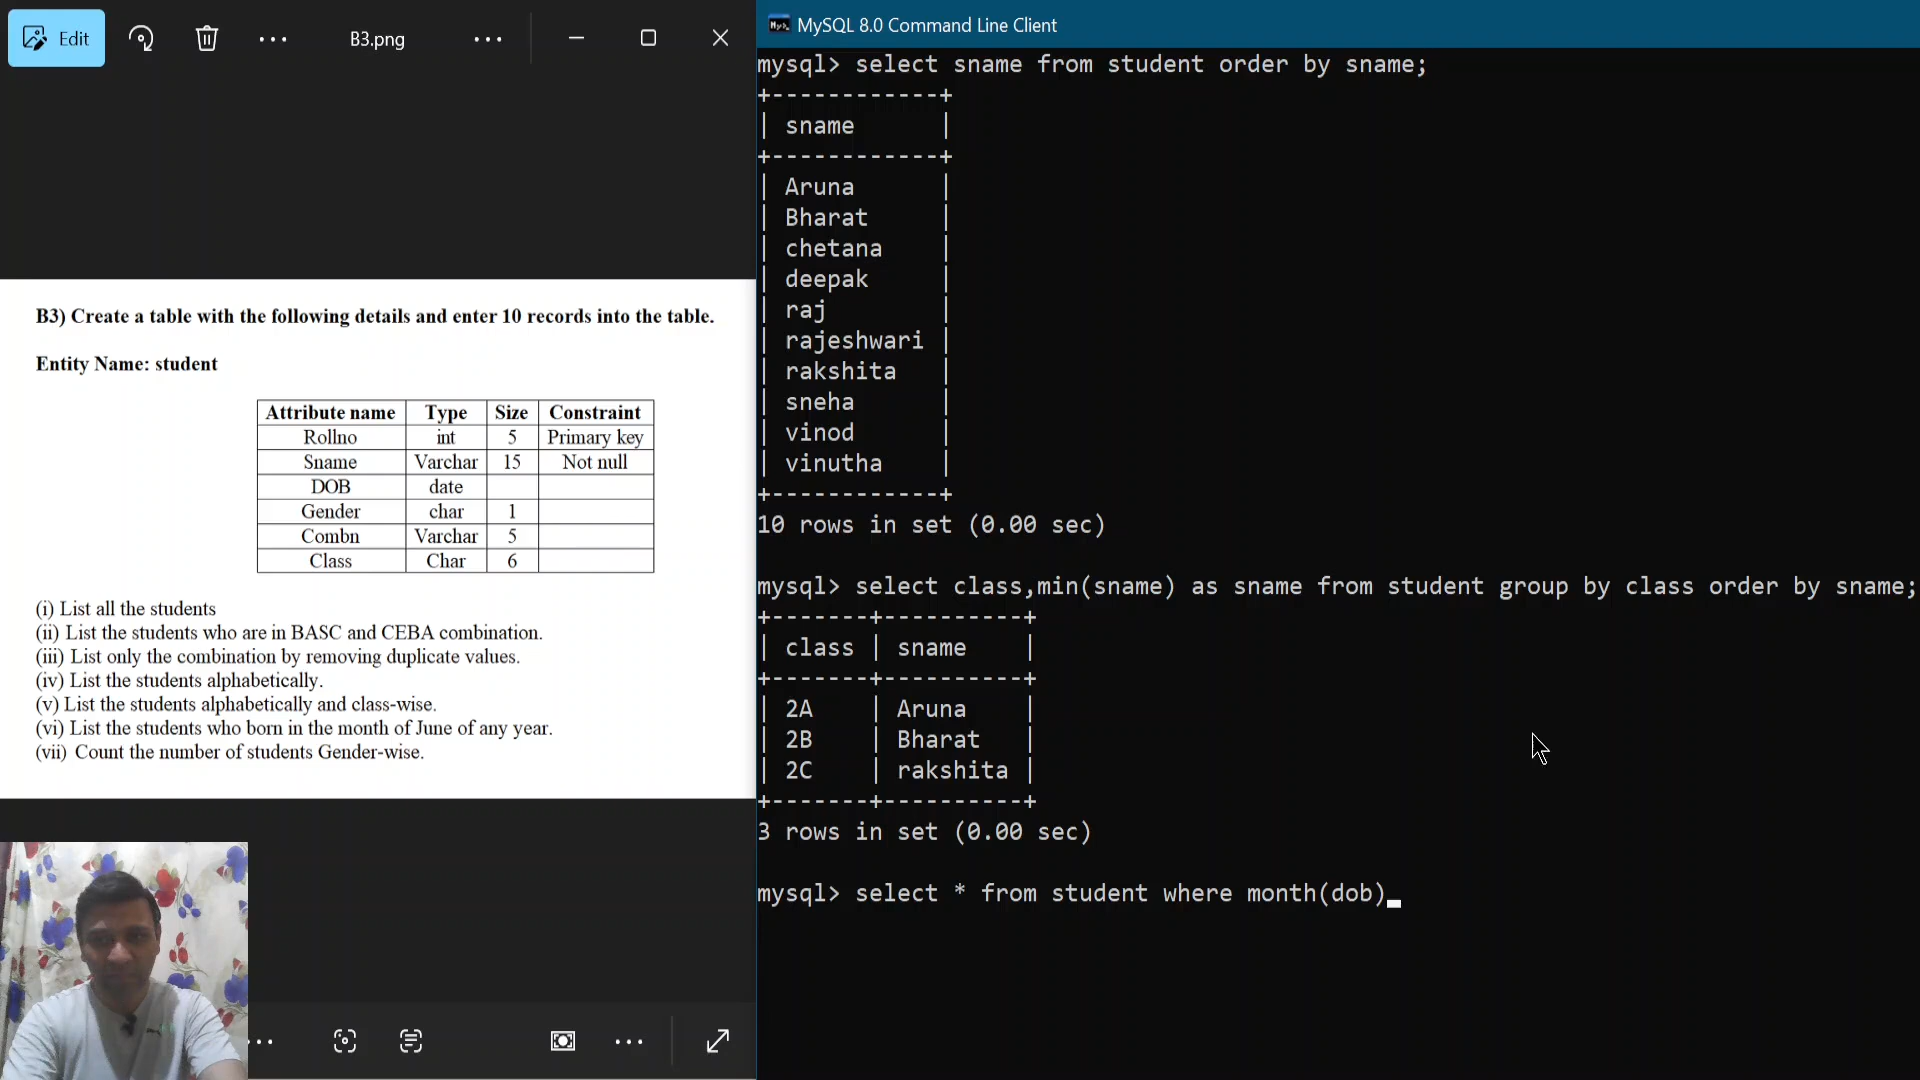 Edit
B3.png
B3) Create a table with the following details and enter 10 records into the table.
Entity Name: student
Attribute name Type Size Constraint
Rollno int 5 Primary key
Sname Varchar 15 Not null
DOB date
Gender char 1
Combn Varchar 5
Class Char 6
(i) List all the students
(ii) List the students who are in BASC and CEBA combination.
(iii) List only the combination by removing duplicate values.
(iv) List the students alphabetically.
(v) List the students alphabetically and class-wise.
(vi) List the students who born in the month of June of any year.
(vii) Count the number of students Gender-wise.
MySQL 8.0 Command Line Client
mysql> select sname from student order by sname;
+------------+
| sname      |
+------------+
| Aruna      |
| Bharat     |
| chetana    |
| deepak     |
| raj        |
| rajeshwari |
| rakshita   |
| sneha      |
| vinod      |
| vinutha    |
+------------+
10 rows in set (0.00 sec)
mysql> select class,min(sname) as sname from student group by class order by sname;
+-------+----------+
| class | sname    |
+-------+----------+
| 2A    | Aruna    |
| 2B    | Bharat   |
| 2C    | rakshita |
+-------+----------+
3 rows in set (0.00 sec)
mysql> select * from student where month(dob)_